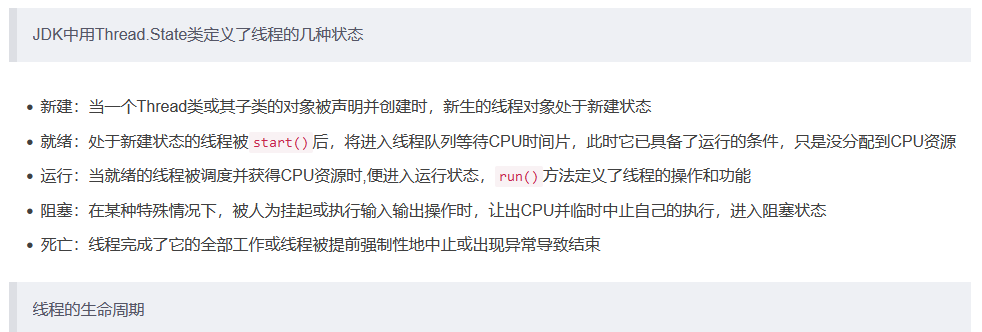 JDK中用Thread.State类定义了线程的几种状态
新建：当一个Thread类或其子类的对象被声明并创建时，新生的线程对象处于新建状态
就绪：处于新建状态的线程被 start() 后，将进入线程队列等待CPU时间片，此时它已具备了运行的条件，只是没分配到CPU资源
运行：当就绪的线程被调度并获得CPU资源时,便进入运行状态， run() 方法定义了线程的操作和功能
阻塞：在某种特殊情况下，被人为挂起或执行输入输出操作时，让出CPU并临时中止自己的执行，进入阻塞状态
死亡：线程完成了它的全部工作或线程被提前强制性地中止或出现异常导致结束
线程的生命周期